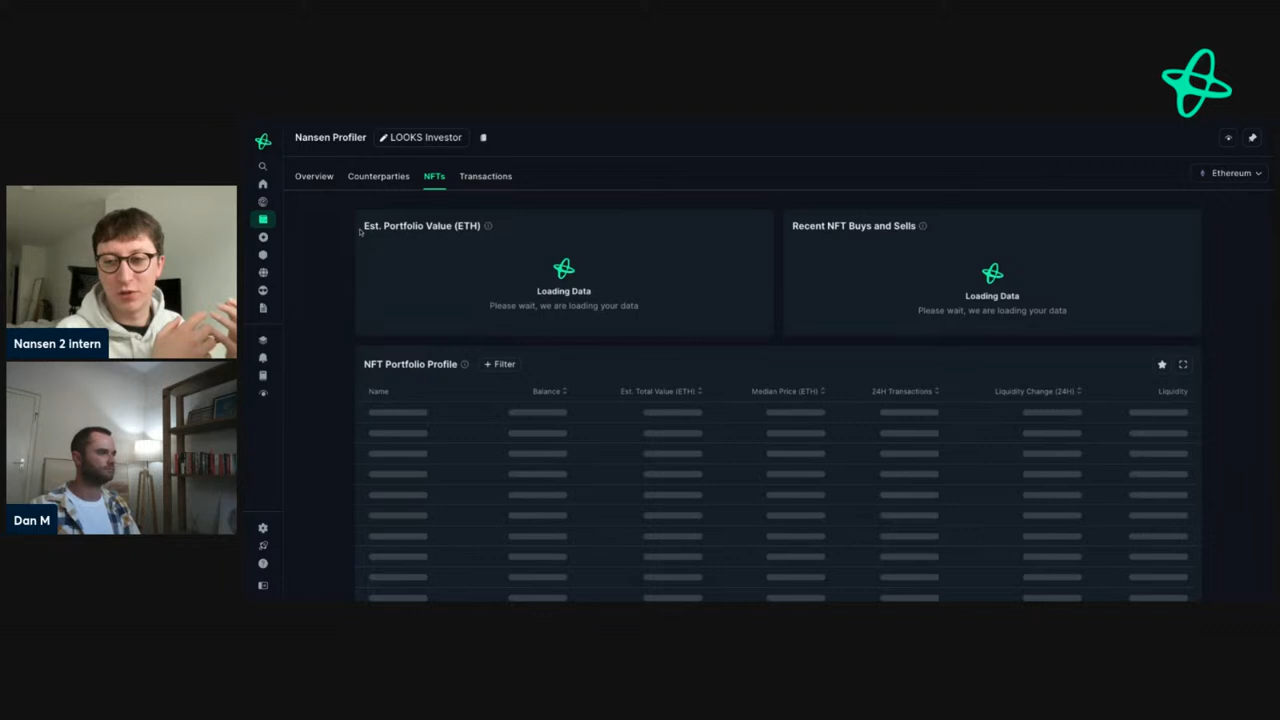 Nansen Profiler
LOOKS Investor
Overview
Counterparties
NFTs
Transactions
Ethereum
Est. Portfolio Value (ETH)
Recent NFT Buys and Sells
Loading Data
Please wait, we are loading your data
Loading Data
Please wait, we are loading your data
NFT Portfolio Profile
+ Filter
Name
Balance
Est. Total Value (ETH)
Median Price (ETH)
24H Transactions
Liquidity Change (24H)
Liquidity
Nansen 2 Intern
Dan M